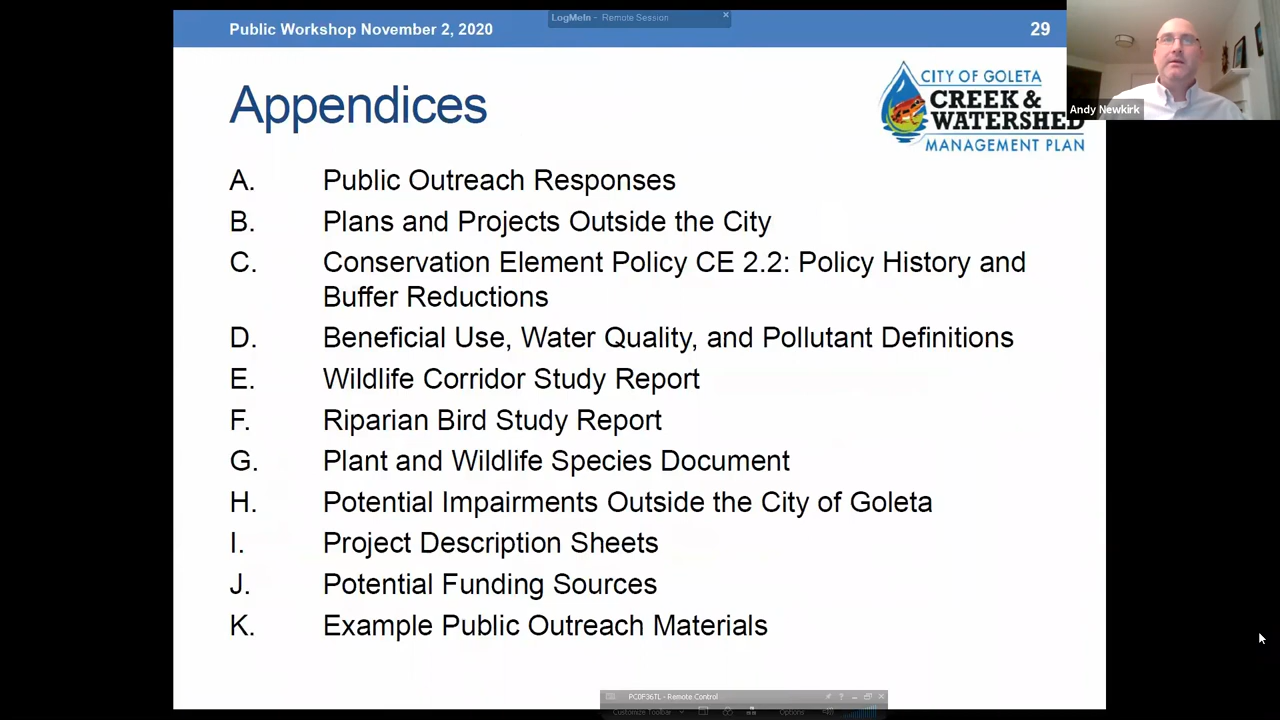 Public Workshop November 2, 2020
LogMeIn - Remote Session
29
Appendices
CITY OF GOLETA
CREEK &
WATERSHED
MANAGEMENT PLAN
Andy Newkirk
A. Public Outreach Responses
B. Plans and Projects Outside the City
C. Conservation Element Policy CE 2.2: Policy History and
Buffer Reductions
D. Beneficial Use, Water Quality, and Pollutant Definitions
E. Wildlife Corridor Study Report
F. Riparian Bird Study Report
G. Plant and Wildlife Species Document
H. Potential Impairments Outside the City of Goleta
I. Project Description Sheets
J. Potential Funding Sources
K. Example Public Outreach Materials
PC0F36TL - Remote Control
Customize Toolbar
Options